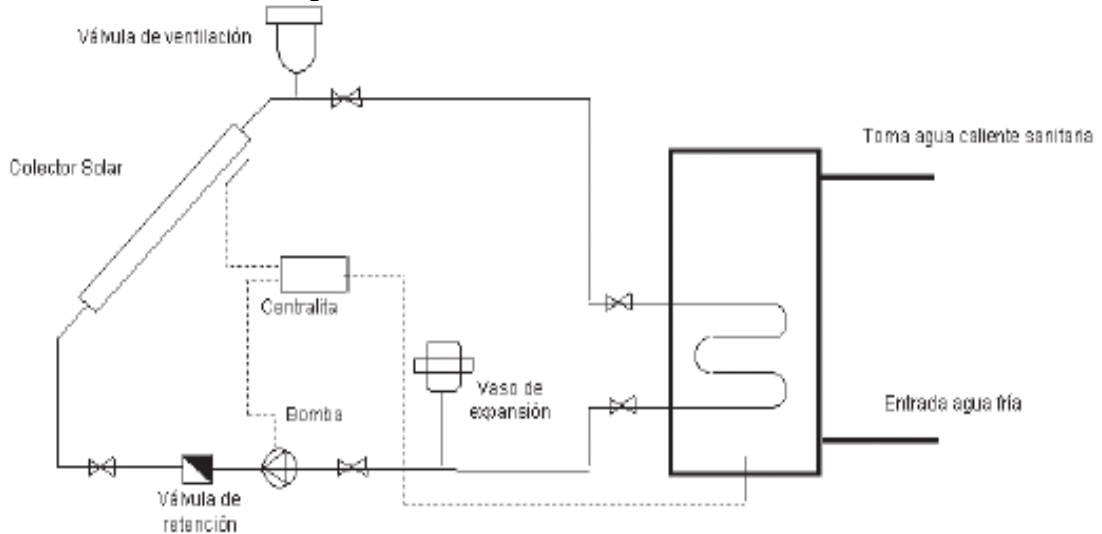 Válvula de ventilación
Toma agua caliente sanitaria
Colector Solar
Centralita
Vaso de
expansión
Entrada agua fría
Bomba
Válvula de
retención